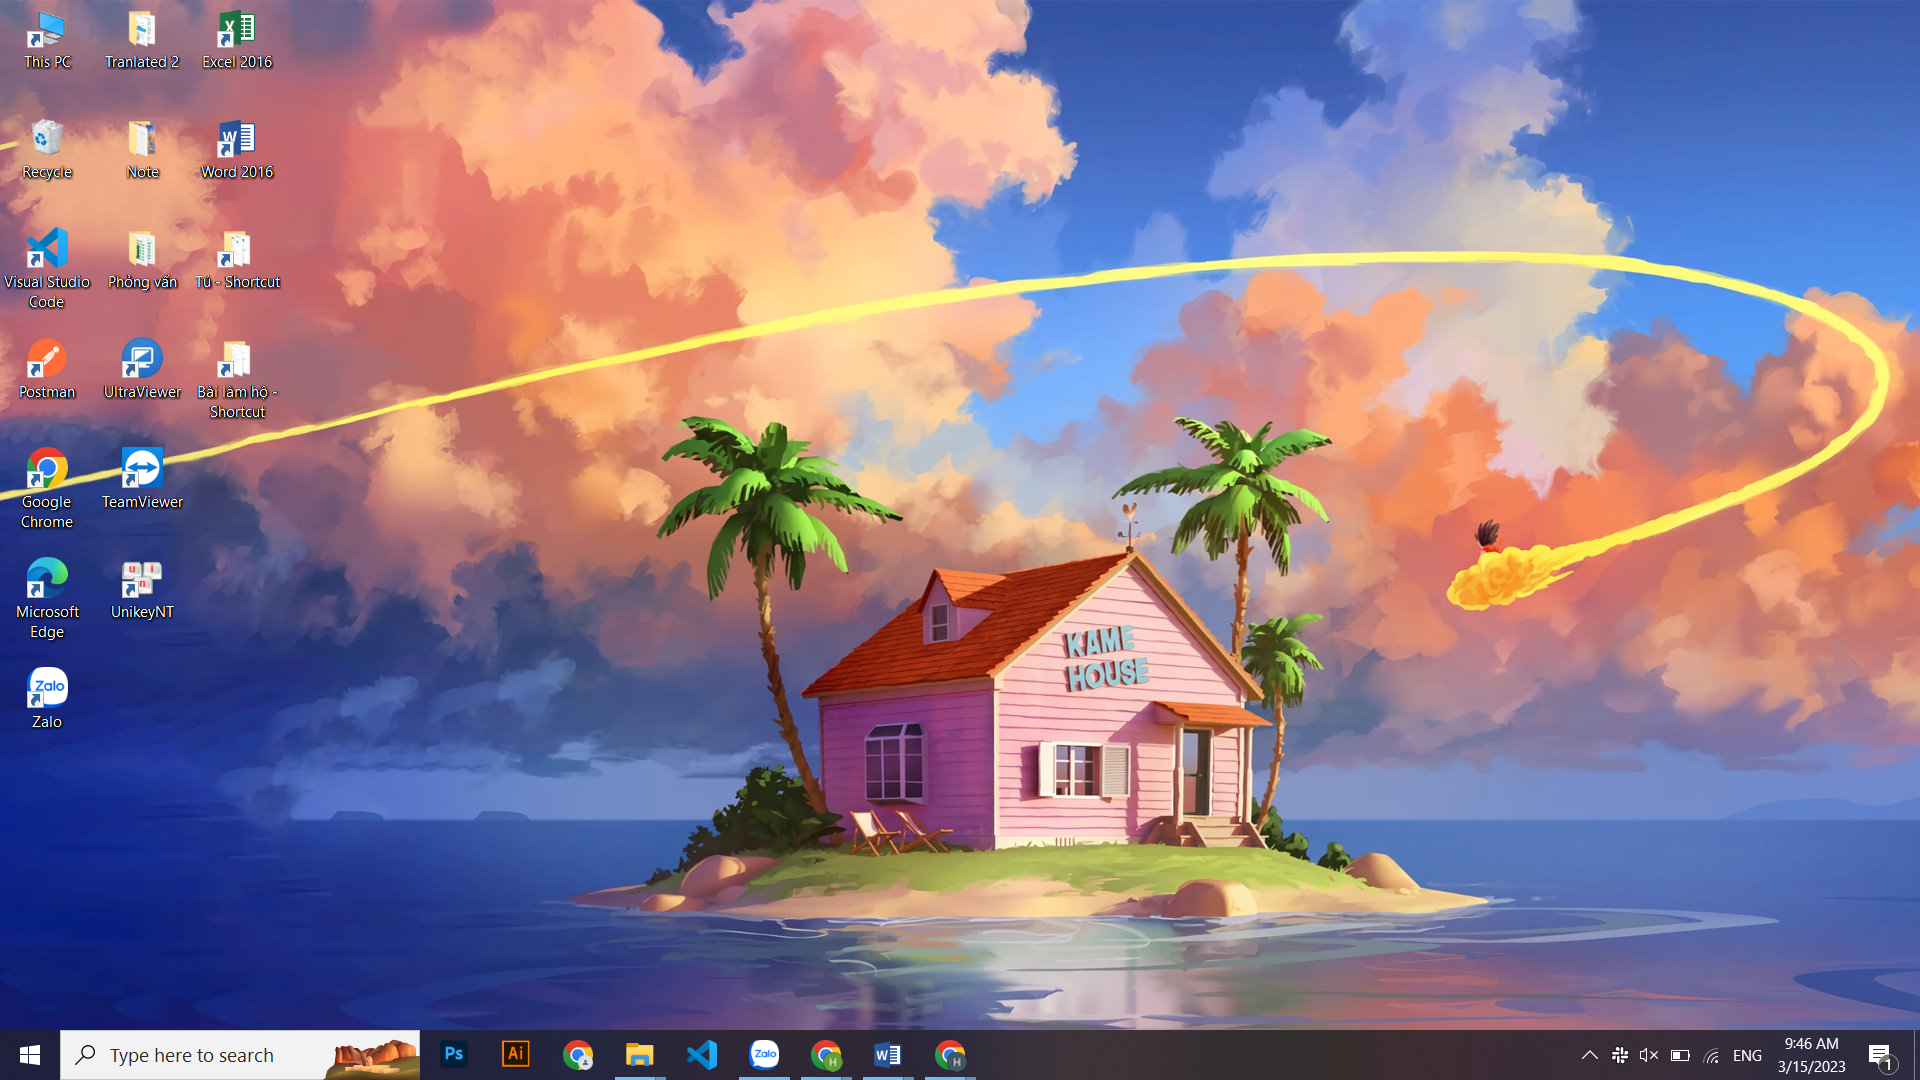 This PC
Tranlated 2
Excel 2016
Recycle
Note
Word 2016
Visual Studio
Code
Phỏng vấn
Tú - Shortcut
Postman
UltraViewer
Bài làm hộ -
Shortcut
Google
Chrome
TeamViewer
Microsoft
Edge
UnikeyNT
Zalo
Zalo
KAME
HOUSE
Type here to search
Ps
Ai
Zalo
H
W
H
ENG
9:46 AM
3/15/2023
1